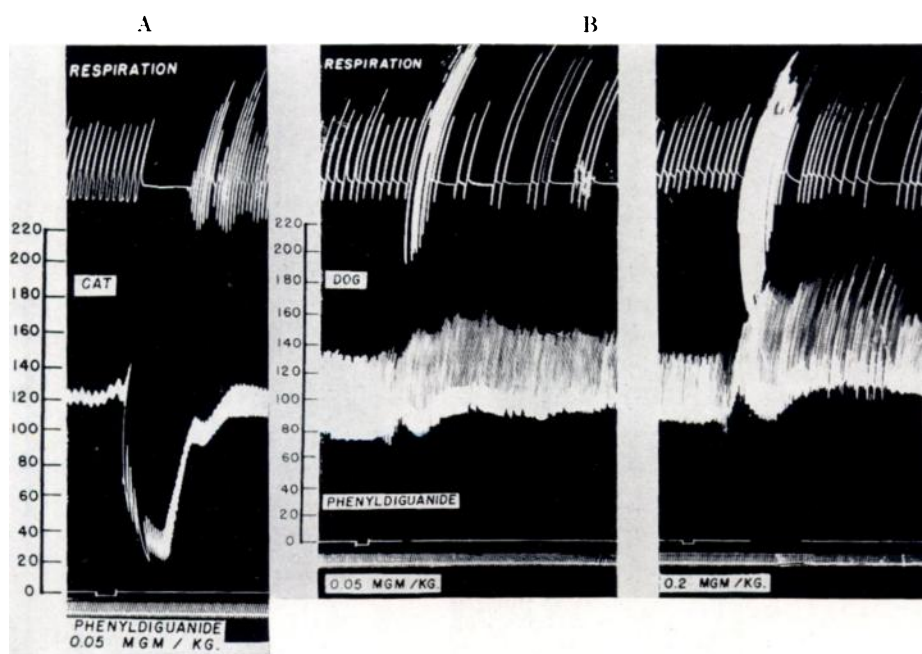 A
B
RESPIRATION
RESPIRATION
220
200
180
160
140
120
100
80
60
40
20
0
CAT
220
200
180
160
140
120
100
80
60
40
20
0
DOG
PHENYLDIGUANIDE
PHENYLDIGUANIDE
0.05 MGM /KG.
0.05 MGM /KG.
0.2 MGM /KG.